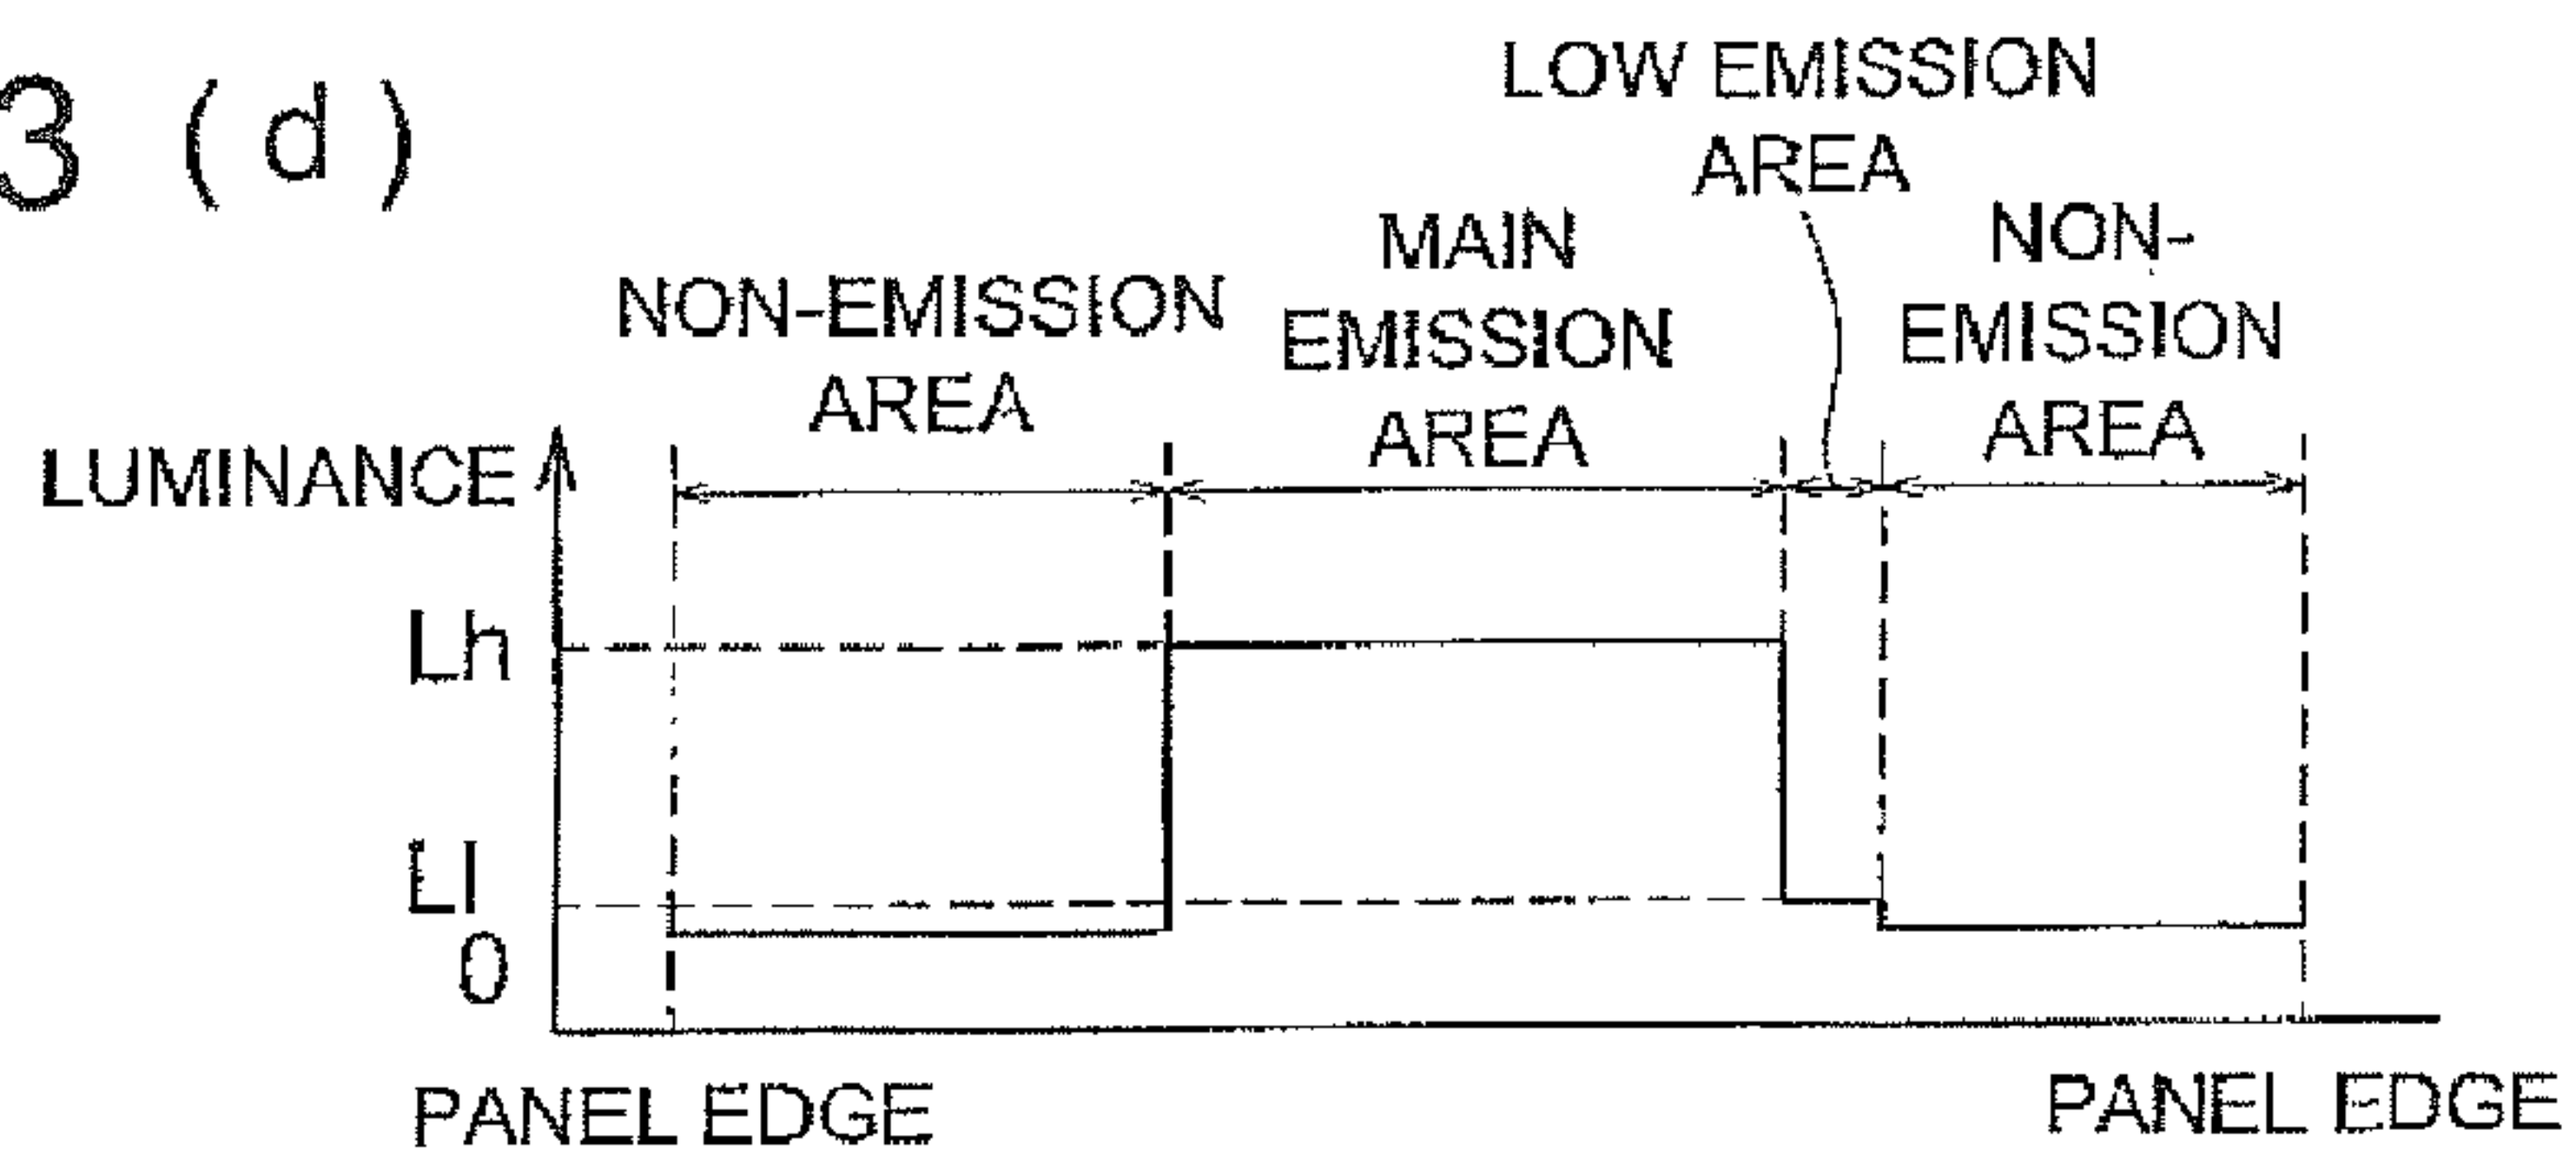 3 (d)
LOW EMISSION
AREA
NON-EMISSION
AREA
MAIN
EMISSION
AREA
NON-
EMISSION
AREA
LUMINANCE
Lh
Ll
0
PANEL EDGE
PANEL EDGE